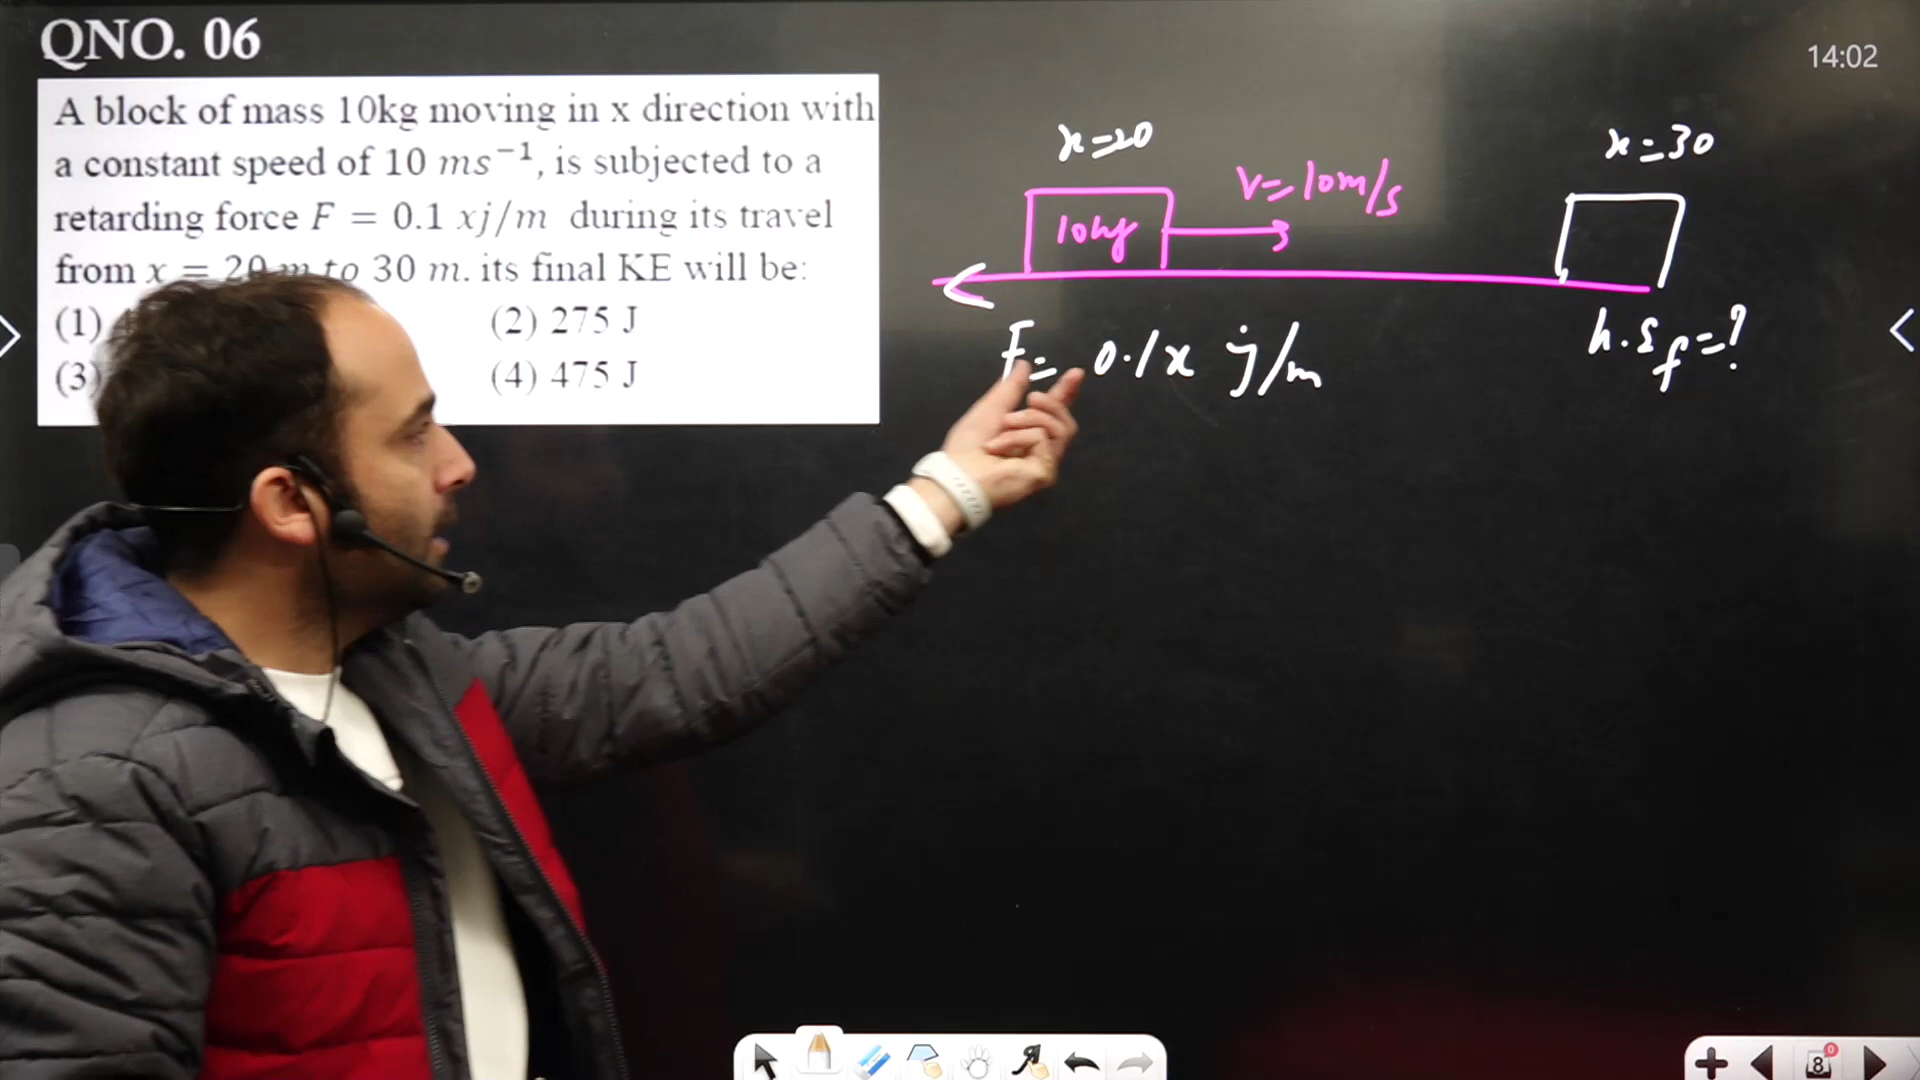 QNO. 06
14:02
A block of mass 10kg moving in x direction with
a constant speed of 10 ms⁻¹, is subjected to a
retarding force F = 0.1 xj/m during its travel
from x = 20 m to 30 m. its final KE will be:
(1)
(2) 275 J
(3)
(4) 475 J
x=20
x=30
V=10m/s
10kg
F= 0.1x j/m
f=?
8
0